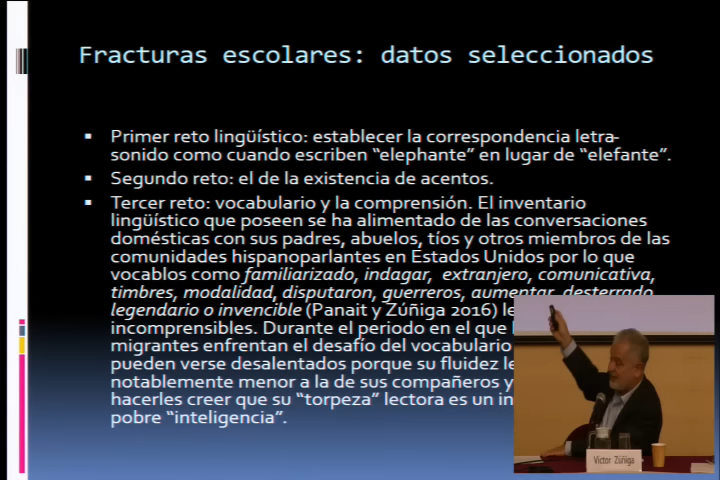 Fracturas escolares: datos seleccionados
Primer reto lingüístico: establecer la correspondencia letra-
sonido como cuando escriben “elephante” en lugar de “elefante”.
Segundo reto: el de la existencia de acentos.
Tercer reto: vocabulario y la comprensión. El inventario
lingüístico que poseen se ha alimentado de las conversaciones
domésticas con sus padres, abuelos, tíos y otros miembros de las
comunidades hispanoparlantes en Estados Unidos por lo que
vocablos como familiarizado, indagar, extranjero, comunicativa,
timbres, modalidad, disputaron, guerreros, aumentar, desterrado,
legendario o invencible (Panait y Zúñiga 2016)
incomprensibles. Durante el periodo en el que
migrantes enfrentan el desafío del vocabulario
pueden verse desalentados porque su fluidez
notablemente menor a la de sus compañeros y
hacerles creer que su “torpeza” lectora es un
pobre “inteligencia”.
Víctor Zúñiga